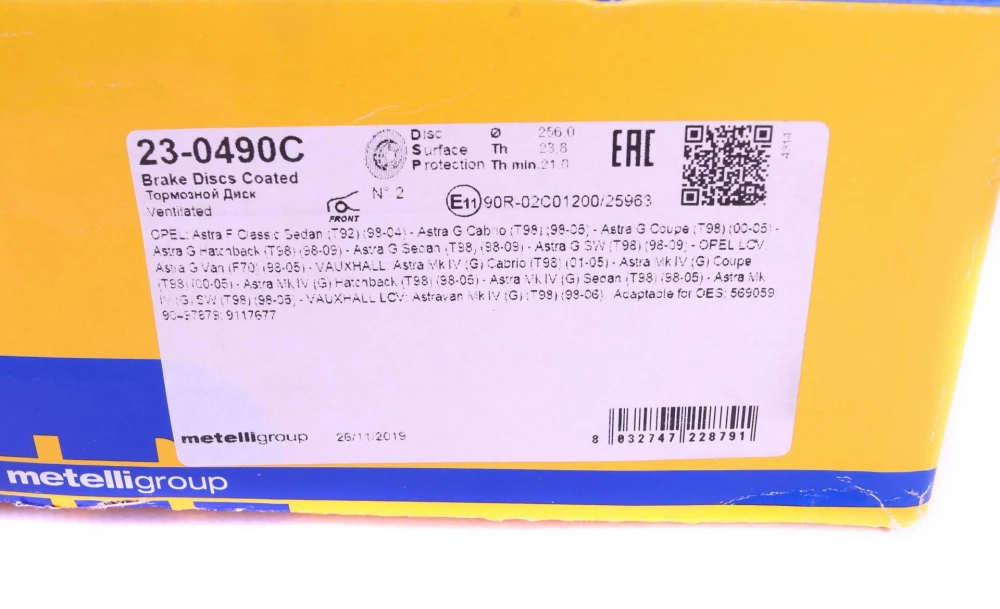 23-0490C
Brake Discs Coated
Тормозной Диск
Ventilated
FRONT
N° 2
Disc Ø 256.0
Surface Th 23.8
Protection Th min.21.0
E11 90R-02C01200/25963
EAC
4314
OPEL: Astra F Classic Sedan (T92) (98-04) - Astra G Cabrio (T98) (98-05) - Astra G Coupe (T98) (00-05) -
Astra G Hatchback (T98) (98-09) - Astra G Sedan (T98) (98-09) - Astra G SW (T98) (98-09) - OPEL LCV:
Astra G Van (F70) (98-05) - VAUXHALL: Astra Mk IV (G) Cabrio (T98) (01-05) - Astra Mk IV (G) Coupe
(T98) (00-05) - Astra Mk IV (G) Hatchback (T98) (98-05) - Astra Mk IV (G) Sedan (T98) (98-05) - Astra Mk
IV (G) SW (T98) (98-05) - VAUXHALL LCV: Astravan Mk IV (G) (T98) (98-06). Adaptable for OES: 569059
90497879; 9117677
metelligroup 26/11/2019
8 032747 228791
metelligroup